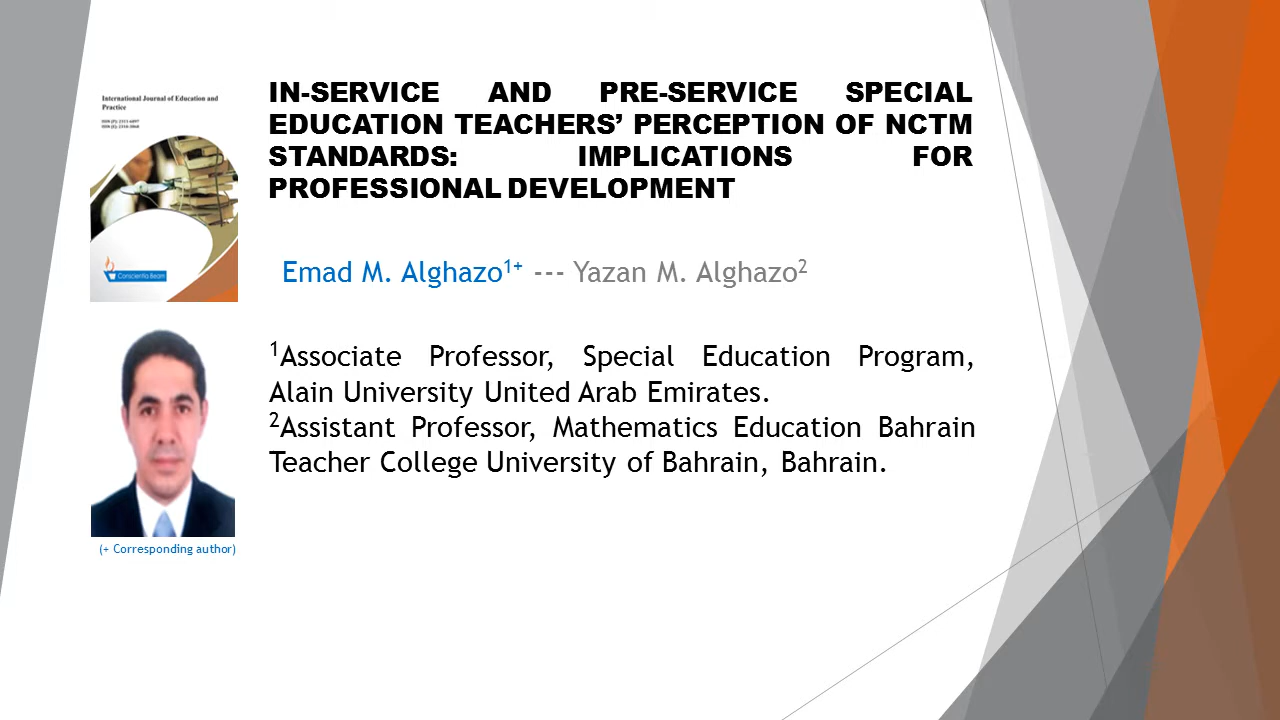 International Journal of Education and
Practice
IN-SERVICE AND PRE-SERVICE SPECIAL
EDUCATION TEACHERS’ PERCEPTION OF NCTM
STANDARDS: IMPLICATIONS FOR
PROFESSIONAL DEVELOPMENT
Conscientia Beam
Emad M. Alghazo¹⁺ --- Yazan M. Alghazo²
¹Associate Professor, Special Education Program,
Alain University United Arab Emirates.
²Assistant Professor, Mathematics Education Bahrain
Teacher College University of Bahrain, Bahrain.
(+ Corresponding author)